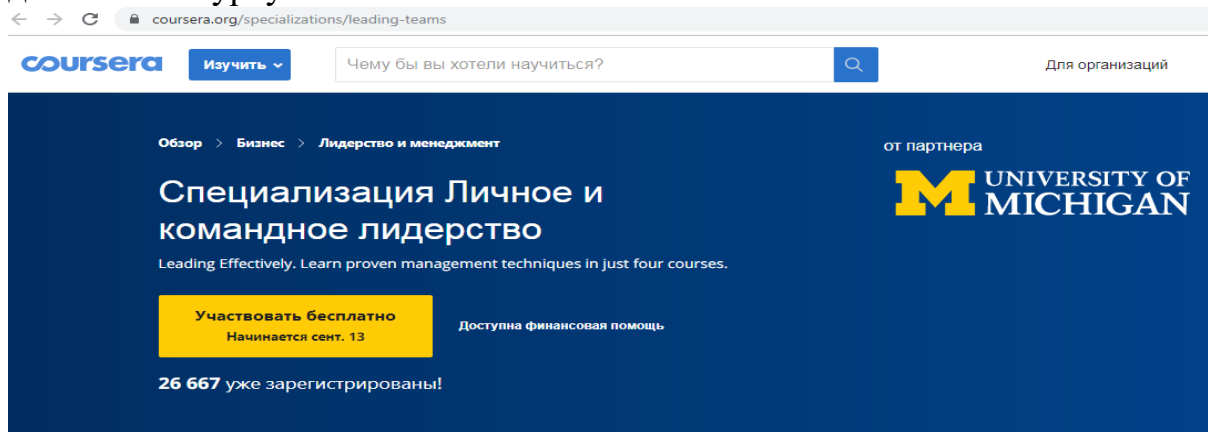 coursera.org/specializations/leading-teams
coursera Изучить Чему бы вы хотели научиться? Для организаций
Обзор > Бизнес > Лидерство и менеджмент
от партнера
Специализация Личное и
командное лидерство
UNIVERSITY OF
MICHIGAN
Leading Effectively. Learn proven management techniques in just four courses.
Участвовать бесплатно
Начинается сент. 13
Доступна финансовая помощь
26 667 уже зарегистрированы!